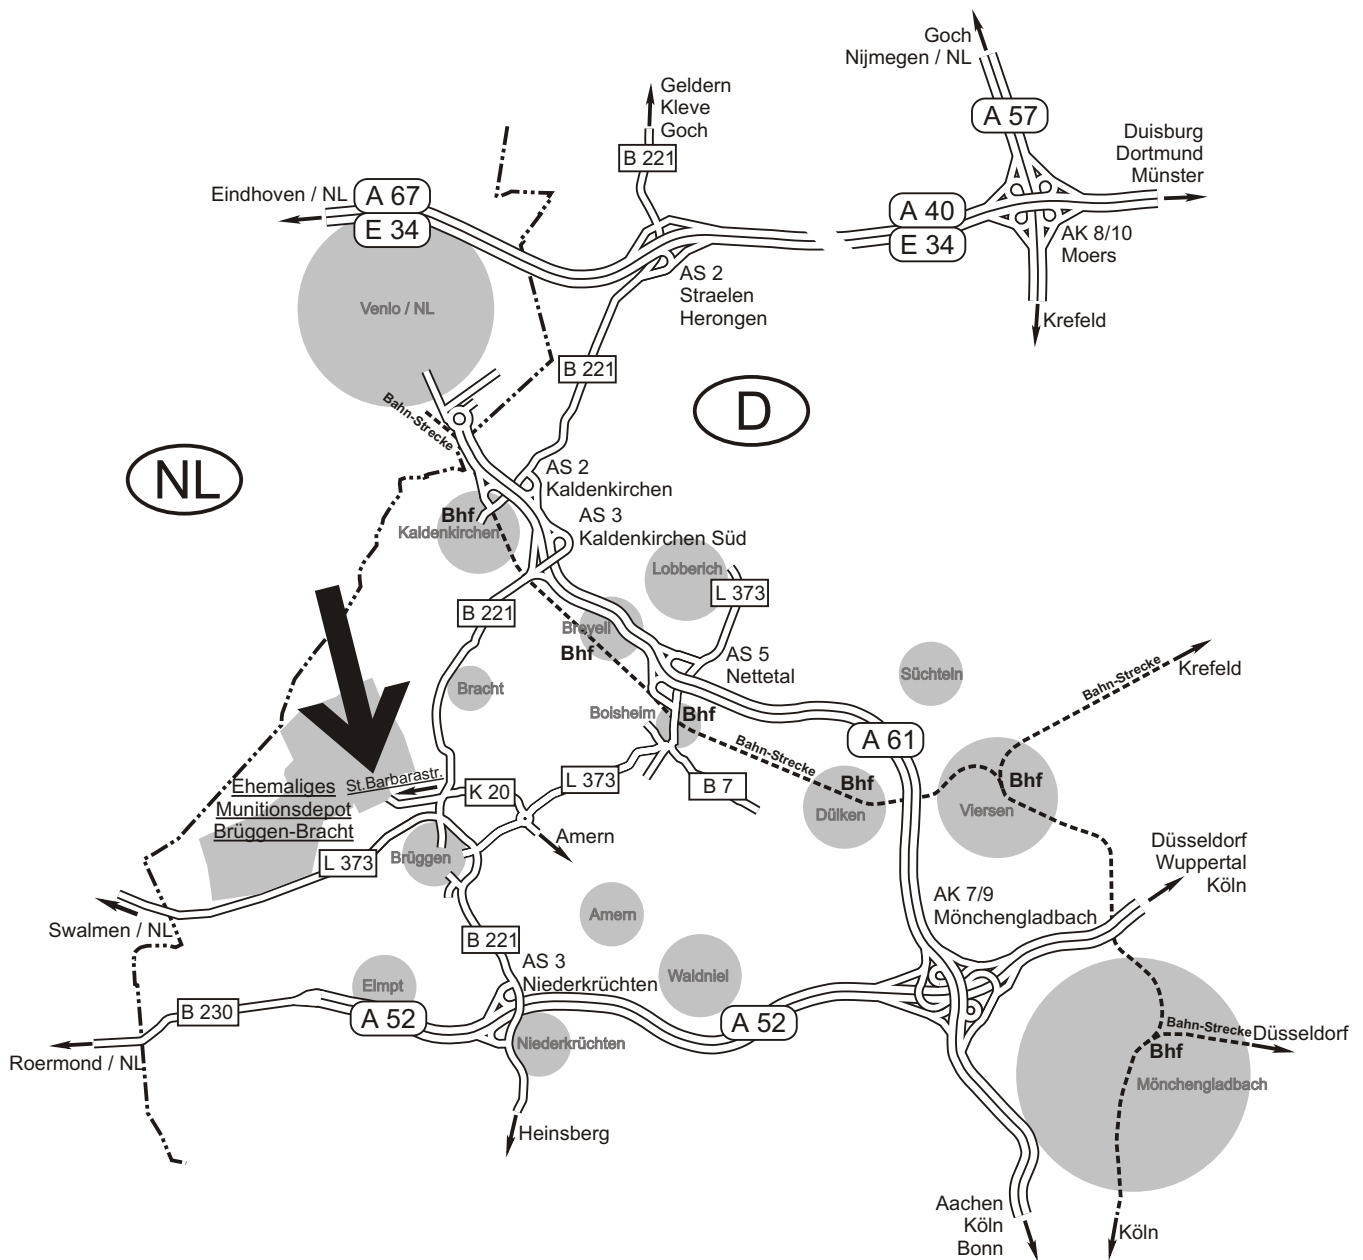 Goch
Nijmegen / NL
A 57
Geldern
Kleve
Goch
B 221
Duisburg
Dortmund
Münster
Eindhoven / NL
A 67
E 34
A 40
E 34
AK 8/10
Moers
Krefeld
AS 2
Straelen
Herongen
Venlo / NL
B 221
D
Bahn-Strecke
NL
AS 2
Kaldenkirchen
Bhf
Kaldenkirchen
AS 3
Kaldenkirchen Süd
Lobberich
L 373
B 221
Breyell
Bhf
AS 5
Nettetal
Süchteln
Bahn-Strecke
Krefeld
Bracht
Boisheim
Bhf
A 61
Bahn-Strecke
St.Barbarastr.
Ehemaliges
Munitionsdepot
Brüggen-Bracht
K 20
L 373
B 7
Bhf
Dülken
Bhf
Viersen
Amern
L 373
Brüggen
Düsseldorf
Wuppertal
Köln
AK 7/9
Mönchengladbach
Swalmen / NL
Amern
B 221
AS 3
Niederkrüchten
Waldniel
Elmpt
B 230
A 52
A 52
Roermond / NL
Niederkrüchten
Bahn-Strecke
Düsseldorf
Bhf
Mönchengladbach
Heinsberg
Aachen
Köln
Bonn
Köln